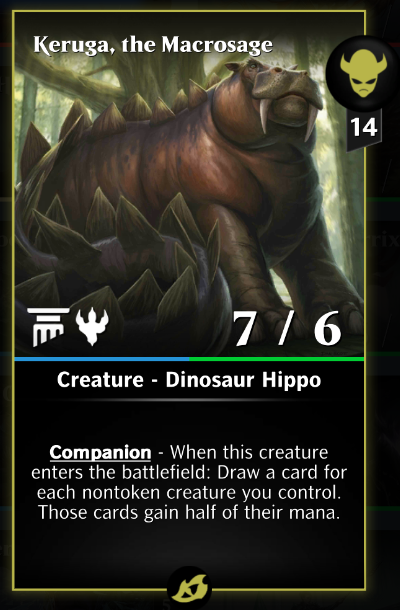 Keruga, the Macrosage
14
7 / 6
Creature - Dinosaur Hippo
Companion - When this creature
enters the battlefield: Draw a card for
each nontoken creature you control.
Those cards gain half of their mana.